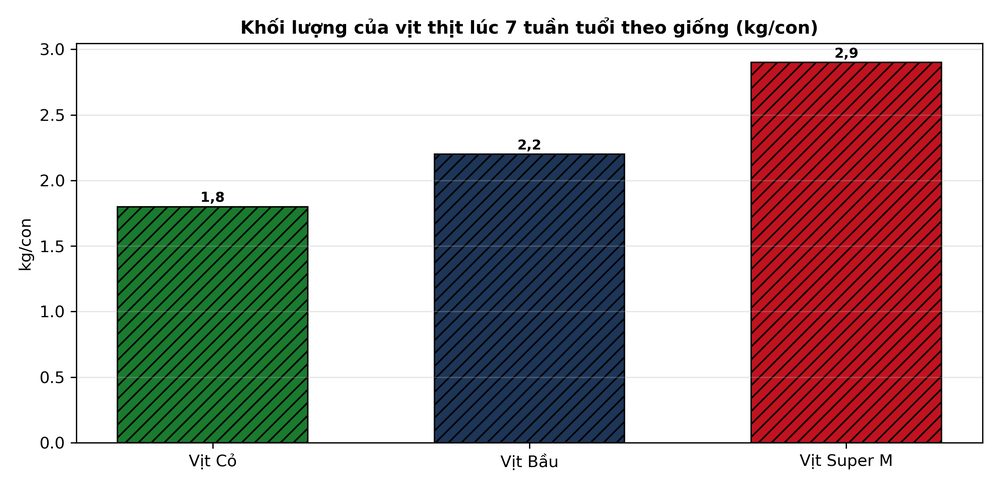 Khối lượng của vịt thịt lúc 7 tuần tuổi theo giống (kg/con)
kg/con
3.0
2.5
2.0
1.5
1.0
0.5
0.0
1,8
2,2
2,9
Vịt Cỏ
Vịt Bầu
Vịt Super M